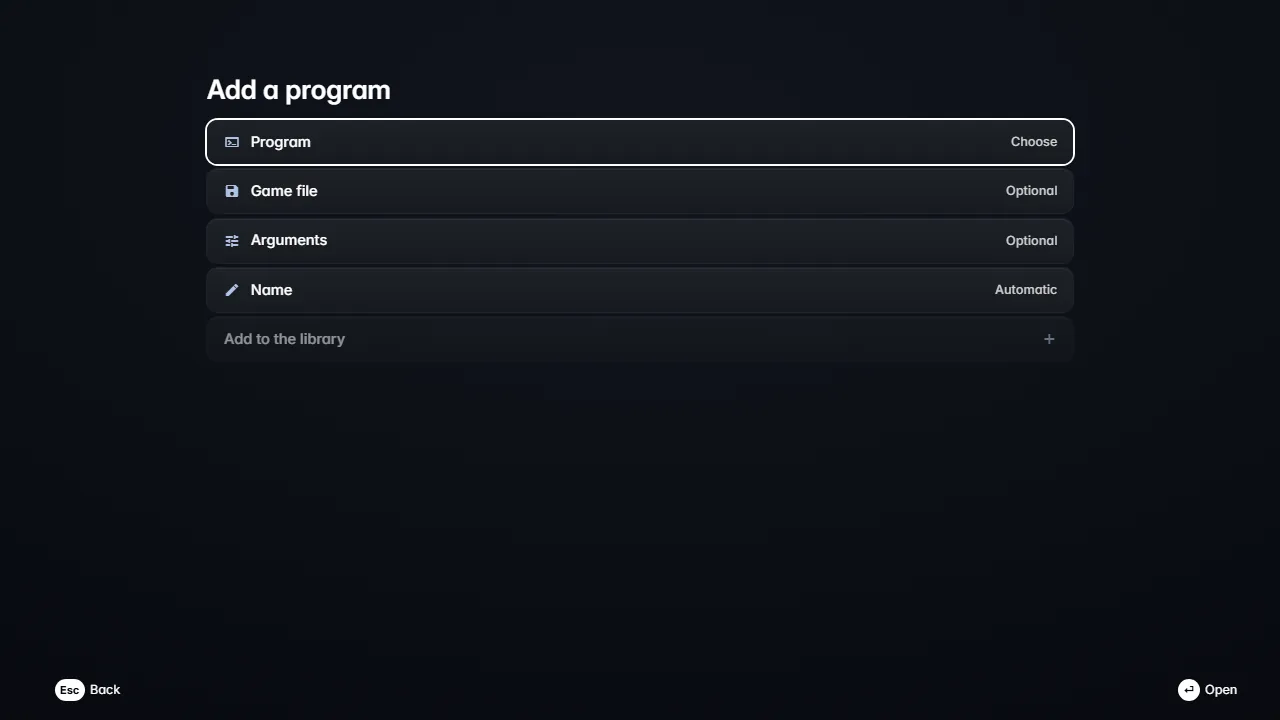 Add a program
Program Choose
Game file Optional
Arguments Optional
Name Automatic
Add to the library +
Esc Back
Open